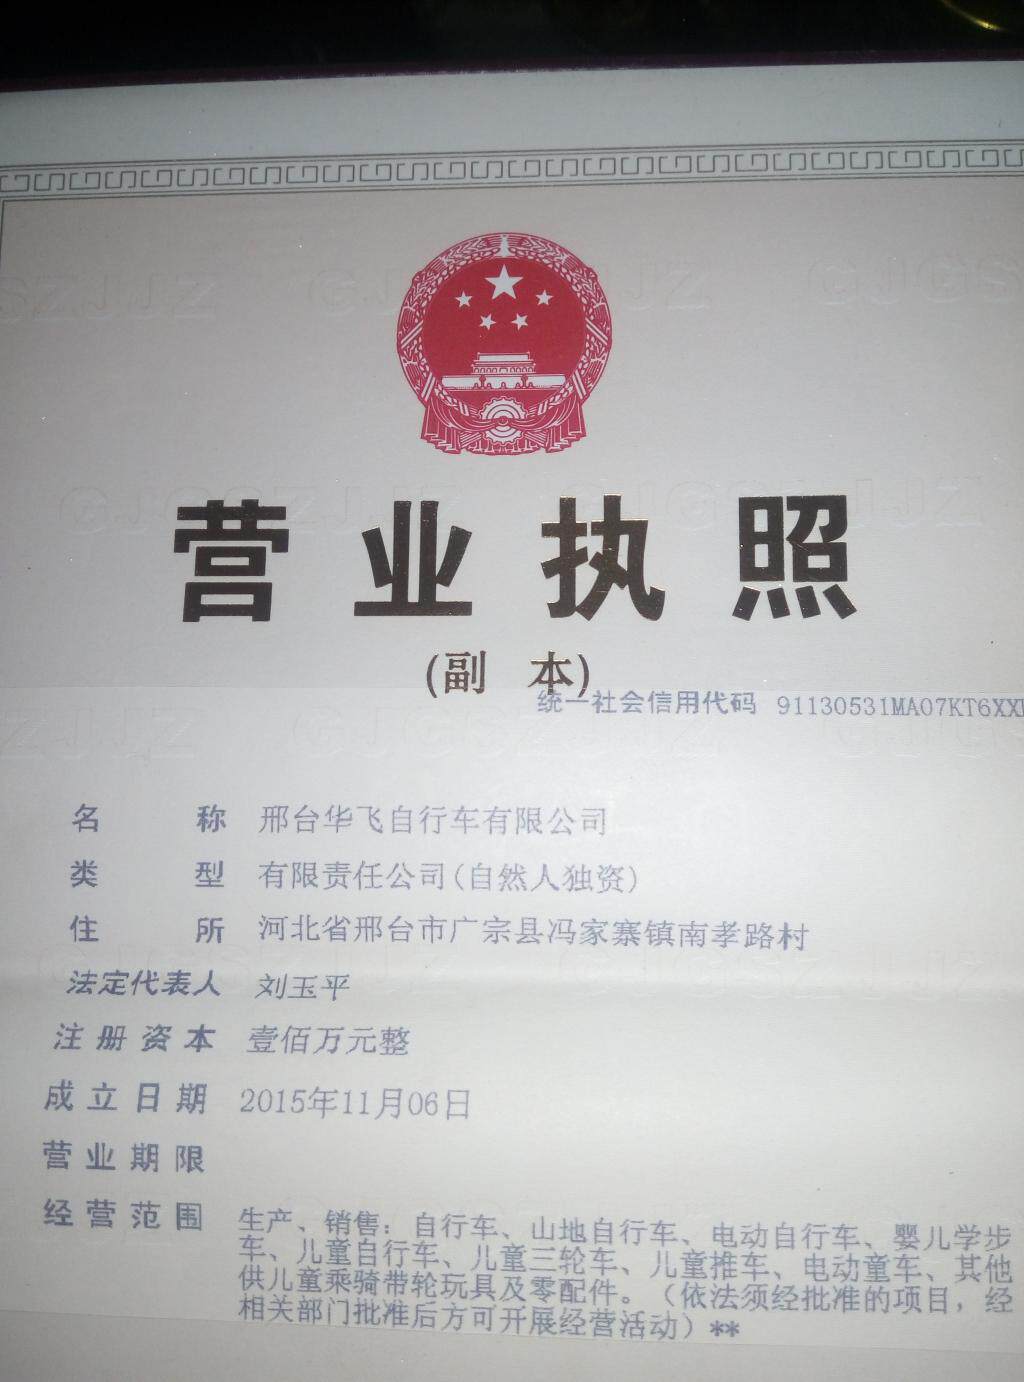 营业执照
(副 本)
统一社会信用代码 91130531MA07KT6XX
名 称 邢台华飞自行车有限公司
类 型 有限责任公司(自然人独资)
住 所 河北省邢台市广宗县冯家寨镇南孝路村
法定代表人 刘玉平
注册资本 壹佰万元整
成立日期 2015年11月06日
营业期限
经营范围 生产、销售：自行车、山地自行车、电动自行车、婴儿学步
车、儿童自行车、儿童三轮车、儿童推车、电动童车、其他
供儿童乘骑带轮玩具及零配件。（依法须经批准的项目，经
相关部门批准后方可开展经营活动）**